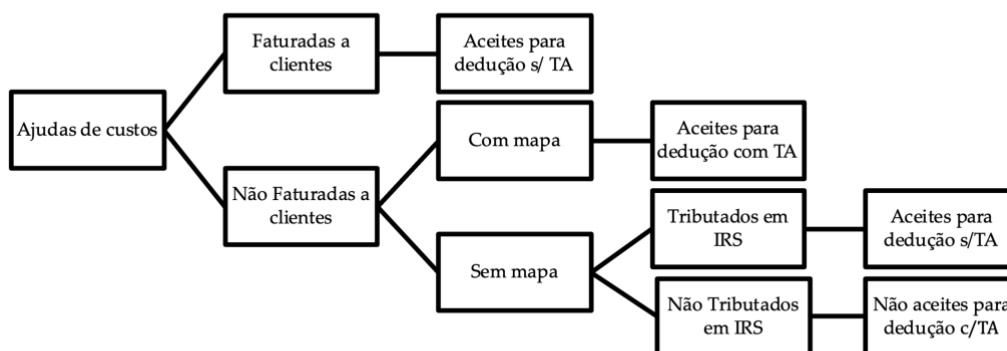 Faturadas a
clientes
Aceites para
dedução s/ TA
Ajudas de custos
Com mapa
Aceites para
dedução com TA
Não Faturadas a
clientes
Tributados em
IRS
Aceites para
dedução s/TA
Sem mapa
Não Tributados
em IRS
Não aceites para
dedução c/TA